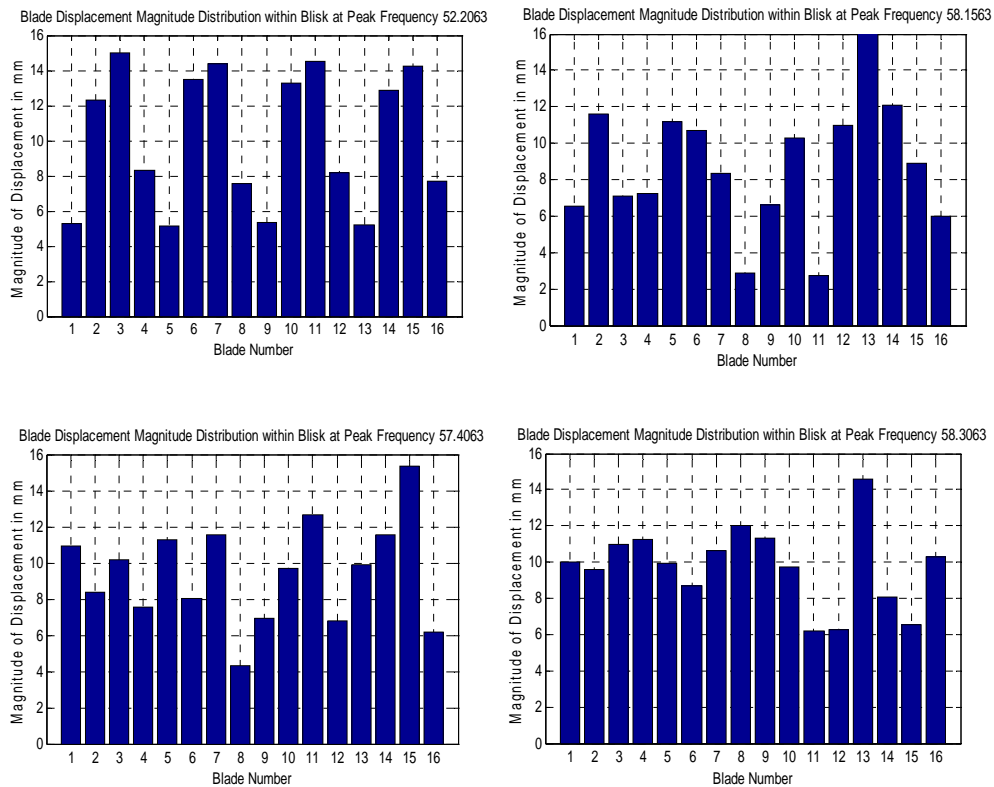 Blade Displacement Magnitude Distribution within Blisk at Peak Frequency 52.2063
16
14
12
10
8
6
4
2
0
Magnitude of Displacement in mm
1 2 3 4 5 6 7 8 9 10 11 12 13 14 15 16
Blade Number
Blade Displacement Magnitude Distribution within Blisk at Peak Frequency 58.1563
16
14
12
10
8
6
4
2
0
Magnitude of Displacement in mm
1 2 3 4 5 6 7 8 9 10 11 12 13 14 15 16
Blade Number
Blade Displacement Magnitude Distribution within Blisk at Peak Frequency 57.4063
16
14
12
10
8
6
4
2
0
Magnitude of Displacement in mm
1 2 3 4 5 6 7 8 9 10 11 12 13 14 15 16
Blade Number
Blade Displacement Magnitude Distribution within Blisk at Peak Frequency 58.3063
16
14
12
10
8
6
4
2
0
Magnitude of Displacement in mm
1 2 3 4 5 6 7 8 9 10 11 12 13 14 15 16
Blade Number